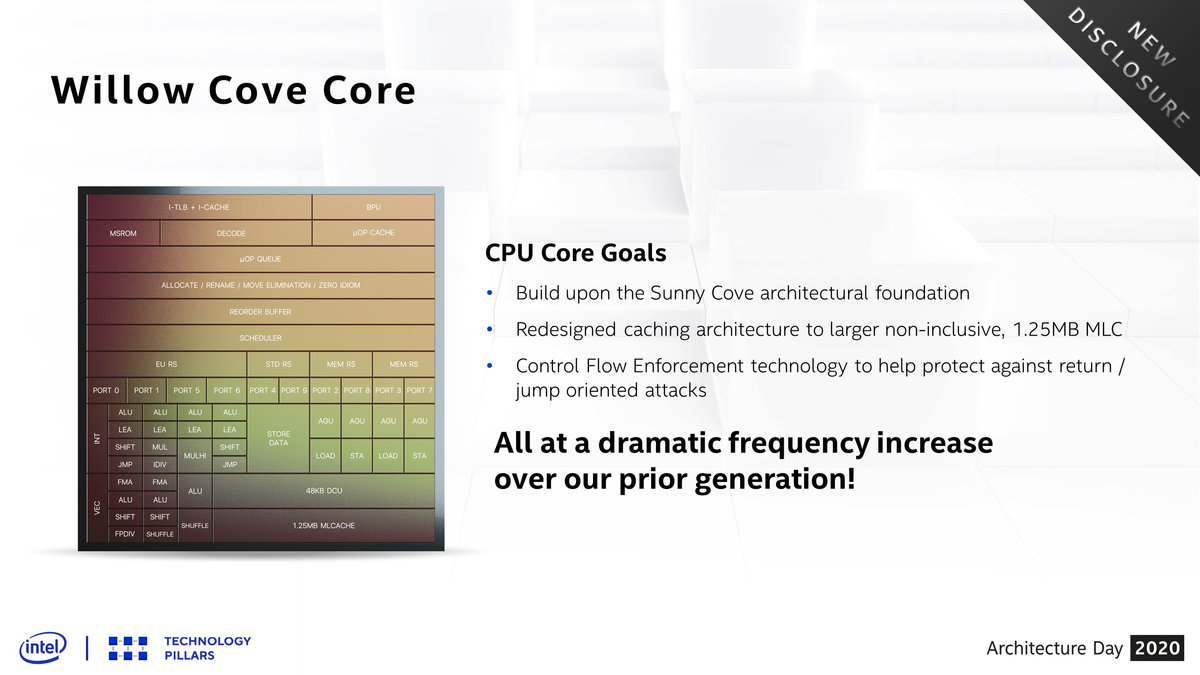 NEW
DISCLOSURE
Willow Cove Core
I-TLB + I-CACHE BPU
MSROM DECODE μOP CACHE
μOP QUEUE
ALLOCATE / RENAME / MOVE ELIMINATION / ZERO IDIOM
REORDER BUFFER
SCHEDULER
EU RS STD RS MEM RS MEM RS
PORT 0 PORT 1 PORT 5 PORT 6 PORT 4 PORT 9 PORT 2 PORT 8 PORT 3 PORT 7
INT
ALU ALU ALU ALU
LEA LEA LEA LEA
SHIFT MUL MULHI SHIFT
JMP IDIV JMP
STORE
DATA
AGU AGU AGU AGU
LOAD STA LOAD STA
VEC
FMA FMA
ALU ALU ALU
SHIFT SHIFT
FPDIV SHUFFLE SHUFFLE
48KB DCU
1.25MB MLCACHE
CPU Core Goals
• Build upon the Sunny Cove architectural foundation
• Redesigned caching architecture to larger non-inclusive, 1.25MB MLC
• Control Flow Enforcement technology to help protect against return /
jump oriented attacks
All at a dramatic frequency increase
over our prior generation!
intel
TECHNOLOGY
PILLARS
Architecture Day 2020